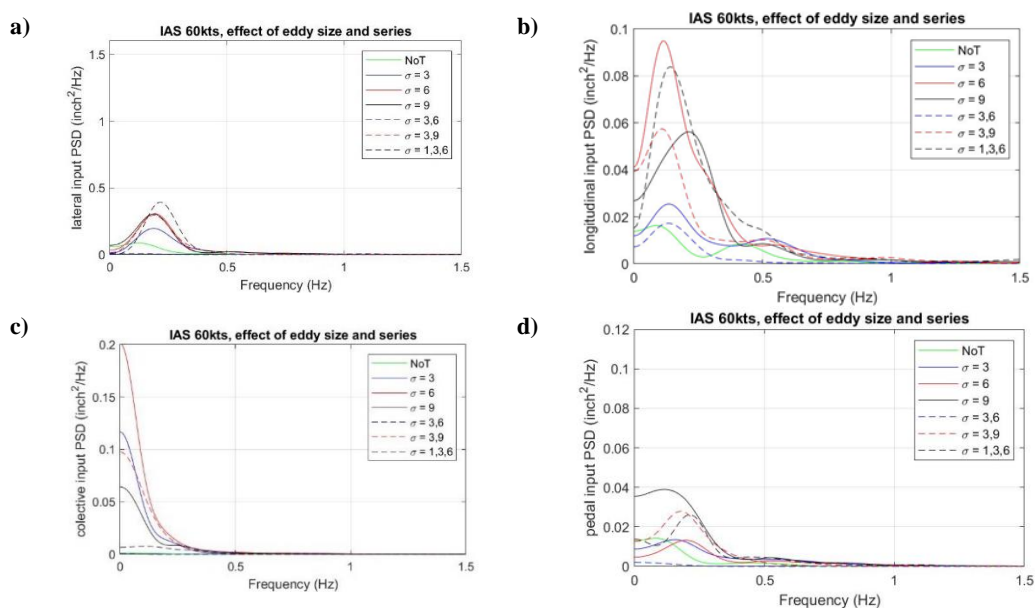 a)
IAS 60kts, effect of eddy size and series
lateral input PSD (inch²/Hz)
1.5
1
0.5
0
0
0.5
1
1.5
Frequency (Hz)
NoT
σ = 3
σ = 6
σ = 9
σ = 3,6
σ = 3,9
σ = 1,3,6
b)
IAS 60kts, effect of eddy size and series
longitudinal input PSD (inch²/Hz)
0.1
0.08
0.06
0.04
0.02
0
0
0.5
1
1.5
Frequency (Hz)
NoT
σ = 3
σ = 6
σ = 9
σ = 3,6
σ = 3,9
σ = 1,3,6
c)
IAS 60kts, effect of eddy size and series
colective input PSD (inch²/Hz)
0.2
0.15
0.1
0.05
0
0
0.5
1
1.5
Frequency (Hz)
NoT
σ = 3
σ = 6
σ = 9
σ = 3,6
σ = 3,9
σ = 1,3,6
d)
IAS 60kts, effect of eddy size and series
pedal input PSD (inch²/Hz)
0.12
0.1
0.08
0.06
0.04
0.02
0
0
0.5
1
1.5
Frequency (Hz)
NoT
σ = 3
σ = 6
σ = 9
σ = 3,6
σ = 3,9
σ = 1,3,6